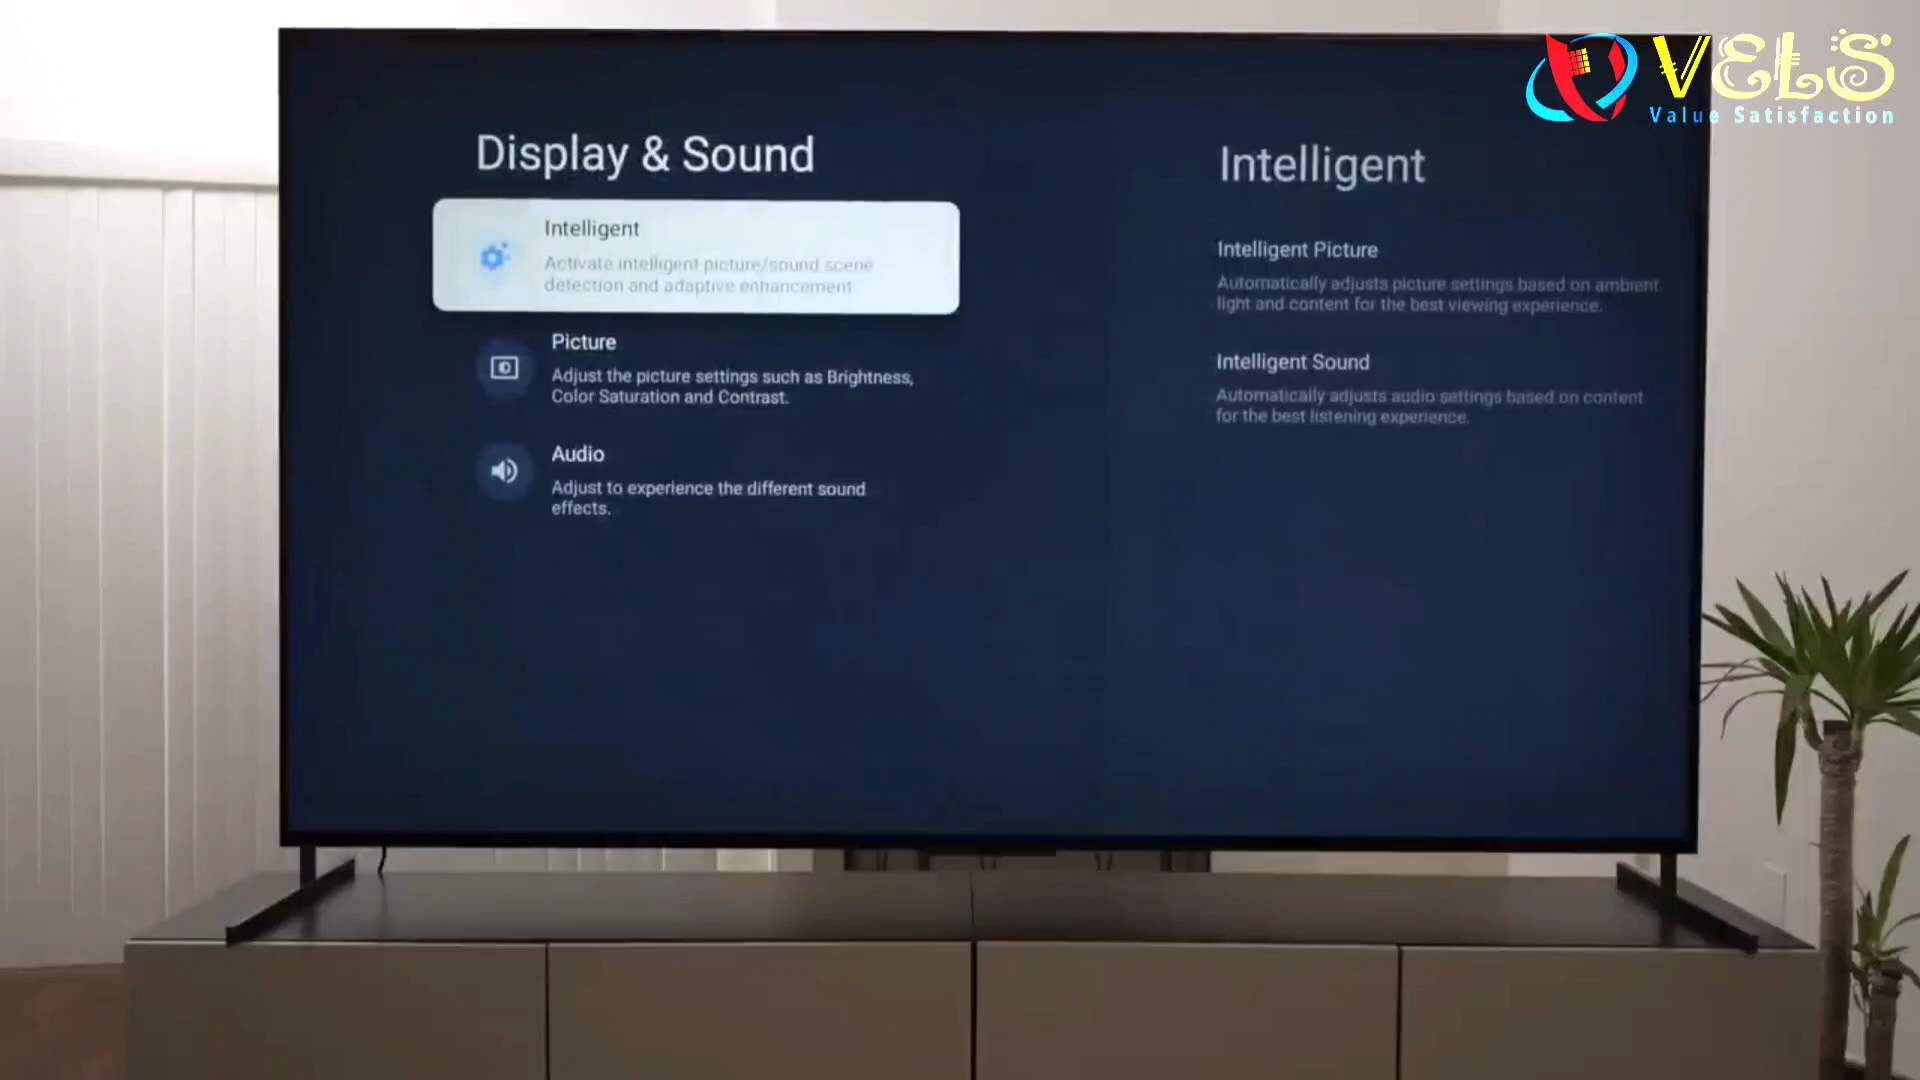 VELS
Value Satisfaction
Display & Sound
Intelligent
Activate intelligent picture/sound scene
detection and adaptive enhancement
Picture
Adjust the picture settings such as Brightness,
Color Saturation and Contrast.
Audio
Adjust to experience the different sound
effects.
Intelligent
Intelligent Picture
Automatically adjusts picture settings based on ambient
light and content for the best viewing experience.
Intelligent Sound
Automatically adjusts audio settings based on content
for the best listening experience.